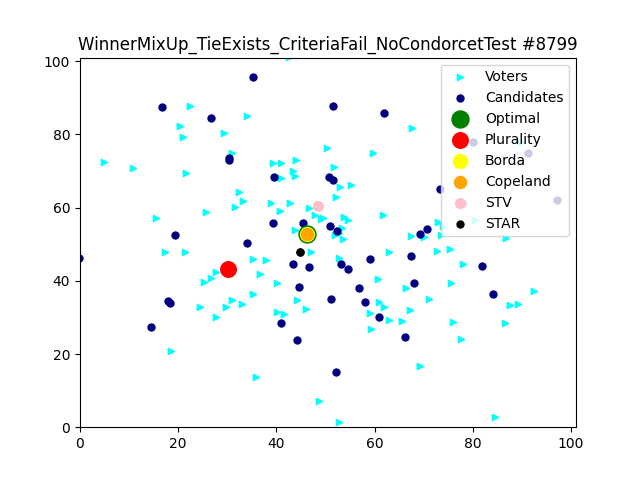 WinnerMixUp_TieExists_CriteriaFail_NoCondorcetTest #8799
100
80
60
40
20
0
0
20
40
60
80
100
Voters
Candidates
Optimal
Plurality
Borda
Copeland
STV
STAR